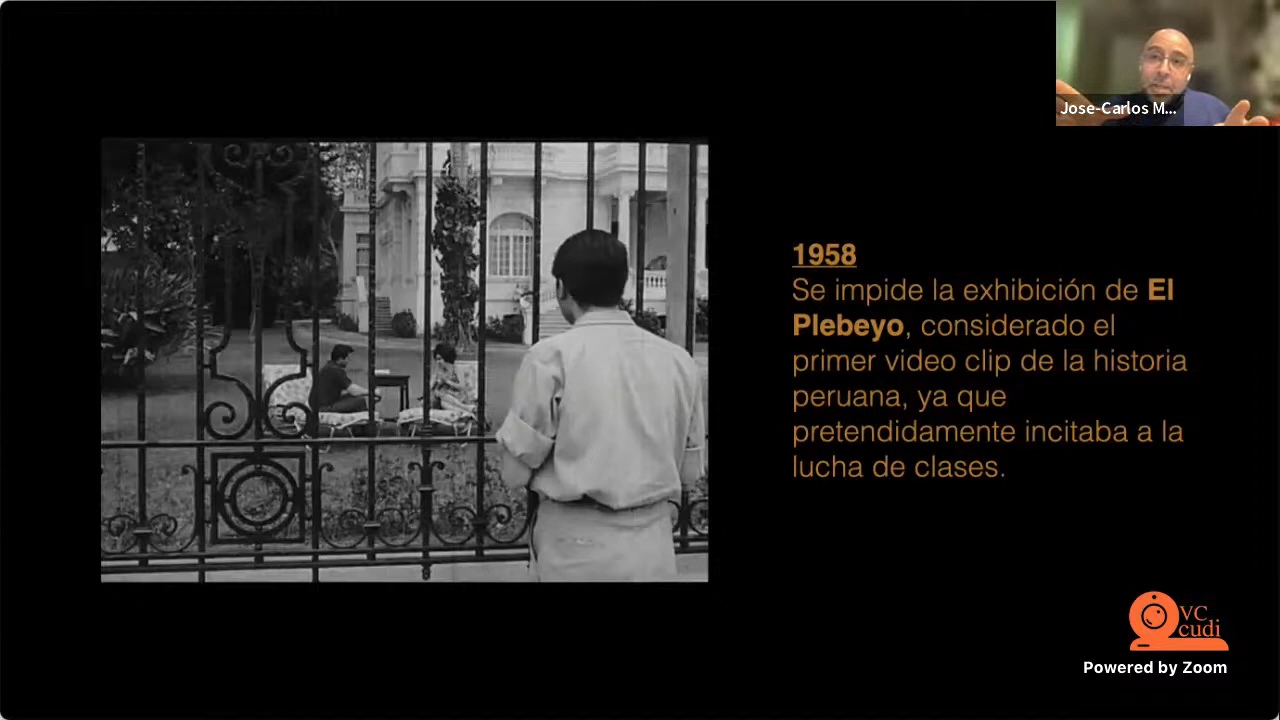 Jose-Carlos M...
1958
Se impide la exhibición de El
Plebeyo, considerado el
primer video clip de la historia
peruana, ya que
pretendidamente incitaba a la
lucha de clases.
VC
cudi
Powered by Zoom